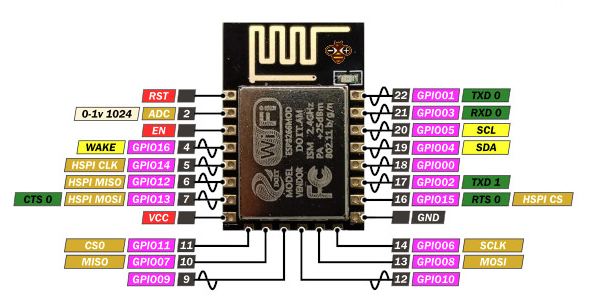 RST
0-1v 1024 ADC 2
EN
WAKE GPIO16 4
HSPI CLK GPIO14 5
HSPI MISO GPIO12 6
CTS 0 HSPI MOSI GPIO13 7
VCC
22 GPIO01 TXD 0
21 GPIO03 RXD 0
20 GPIO05 SCL
19 GPIO04 SDA
18 GPIO00
17 GPIO02 TXD 1
16 GPIO15 RTS 0 HSPI CS
GND
WiFi
DOIT
MODEL ESP8266MOD
VENDOR DOIT.AM
ISM 2.4GHz
PA +25dBm
802.11 b/g/n
FC
CS0 GPIO11 11
MISO GPIO07 10
GPIO09 9
14 GPIO06 SCLK
13 GPIO08 MOSI
12 GPIO10